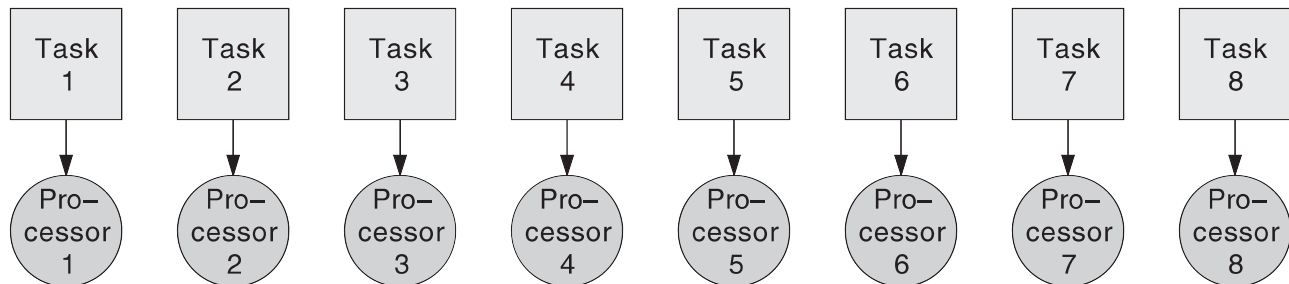 Task Task Task Task Task Task Task Task
1 2 3 4 5 6 7 8
Pro– Pro– Pro– Pro– Pro– Pro– Pro– Pro–
cessor cessor cessor cessor cessor cessor cessor cessor
1 2 3 4 5 6 7 8